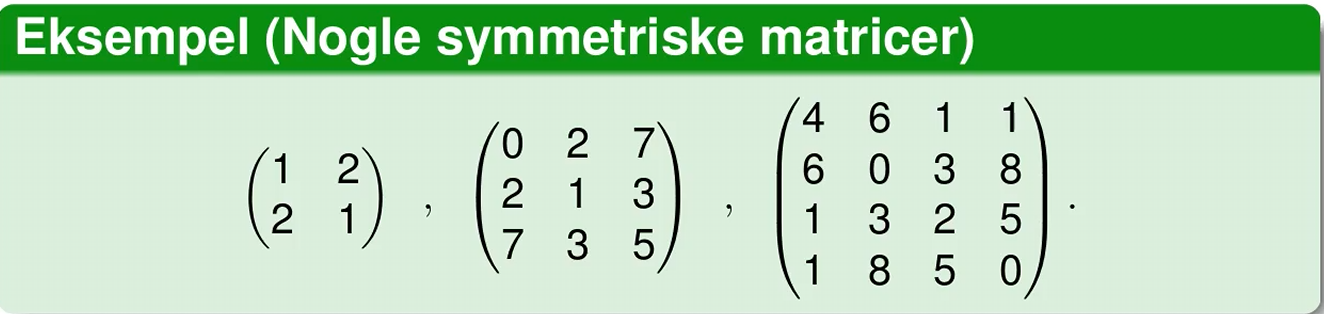 Eksempel (Nogle symmetriske matricer)
(1 2
2 1) , (0 2 7
2 1 3
7 3 5) , (4 6 1 1
6 0 3 8
1 3 2 5
1 8 5 0) .